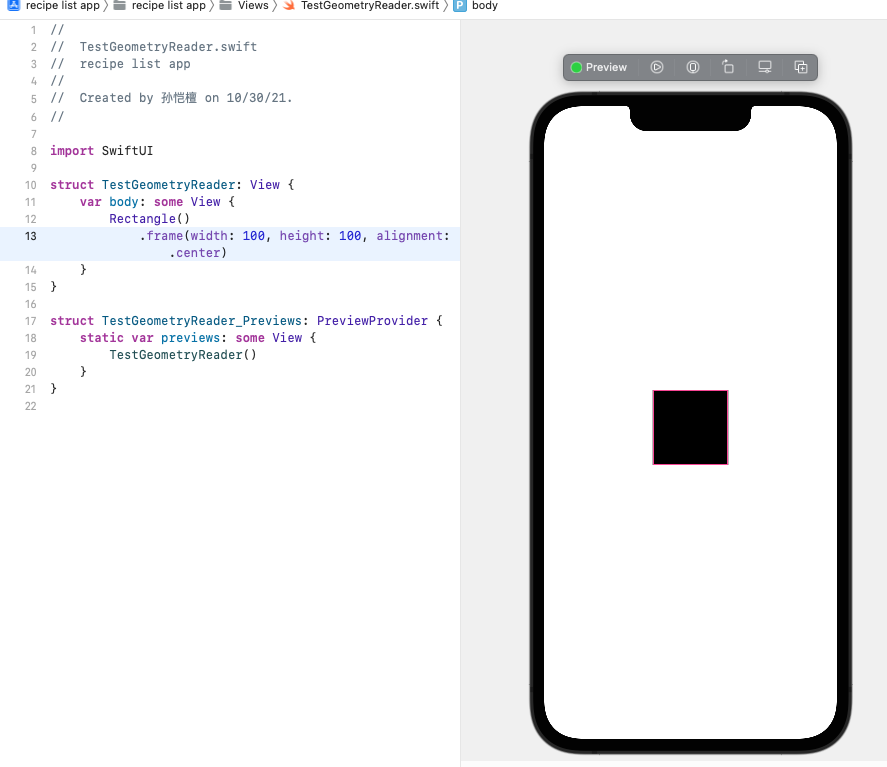 recipe list app 〉 recipe list app 〉 Views 〉 TestGeometryReader.swift 〉 P body
1 //
2 //  TestGeometryReader.swift
3 //  recipe list app
4 //
5 //  Created by 孙恺檀 on 10/30/21.
6 //
7
8 import SwiftUI
9
10 struct TestGeometryReader: View {
11     var body: some View {
12         Rectangle()
13             .frame(width: 100, height: 100, alignment:
                .center)
14     }
15 }
16
17 struct TestGeometryReader_Previews: PreviewProvider {
18     static var previews: some View {
19         TestGeometryReader()
20     }
21 }
22
Preview